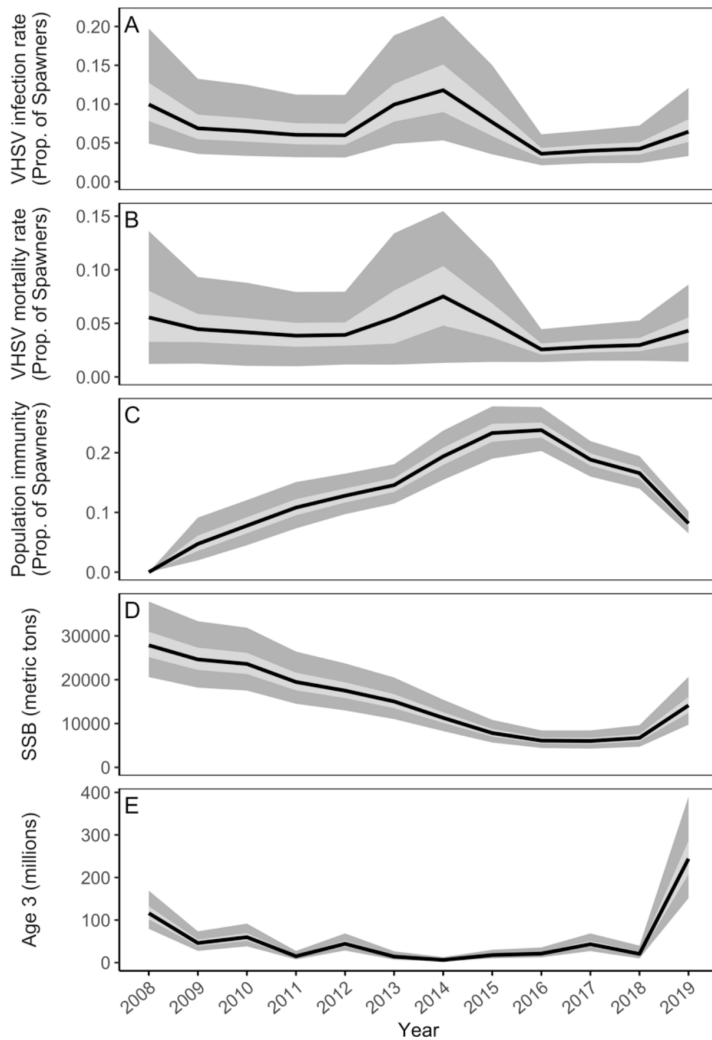 A
VHSV infection rate
(Prop. of Spawners)
0.20
0.15
0.10
0.05
0.00
B
VHSV mortality rate
(Prop. of Spawners)
0.15
0.10
0.05
0.00
C
Population immunity
(Prop. of Spawners)
0.2
0.1
0.0
D
SSB (metric tons)
30000
20000
10000
0
E
Age 3 (millions)
400
300
200
100
0
2008 2009 2010 2011 2012 2013 2014 2015 2016 2017 2018 2019
Year